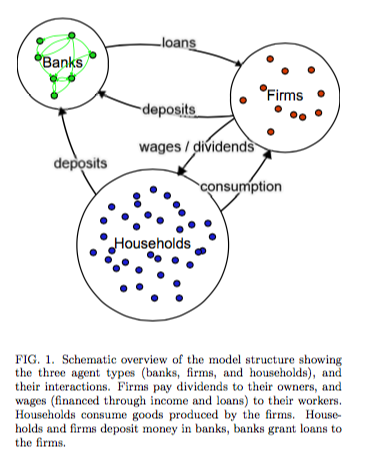 loans
Banks
Firms
deposits
wages / dividends
deposits
consumption
Households
FIG. 1. Schematic overview of the model structure showing
the three agent types (banks, firms, and households), and
their interactions. Firms pay dividends to their owners, and
wages (financed through income and loans) to their workers.
Households consume goods produced by the firms. House-
holds and firms deposit money in banks, banks grant loans to
the firms.